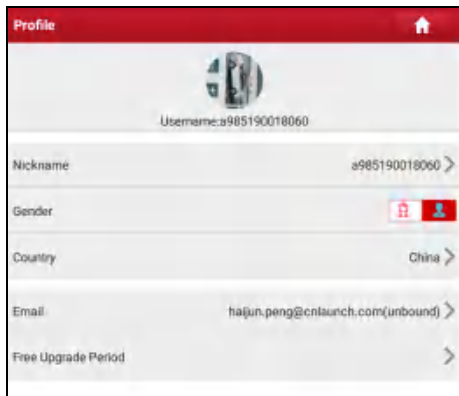 Profile
Username:a985190018060
Nickname a985190018060
Gender
Country China
Email haijun.peng@cnlaunch.com(unbound)
Free Upgrade Period